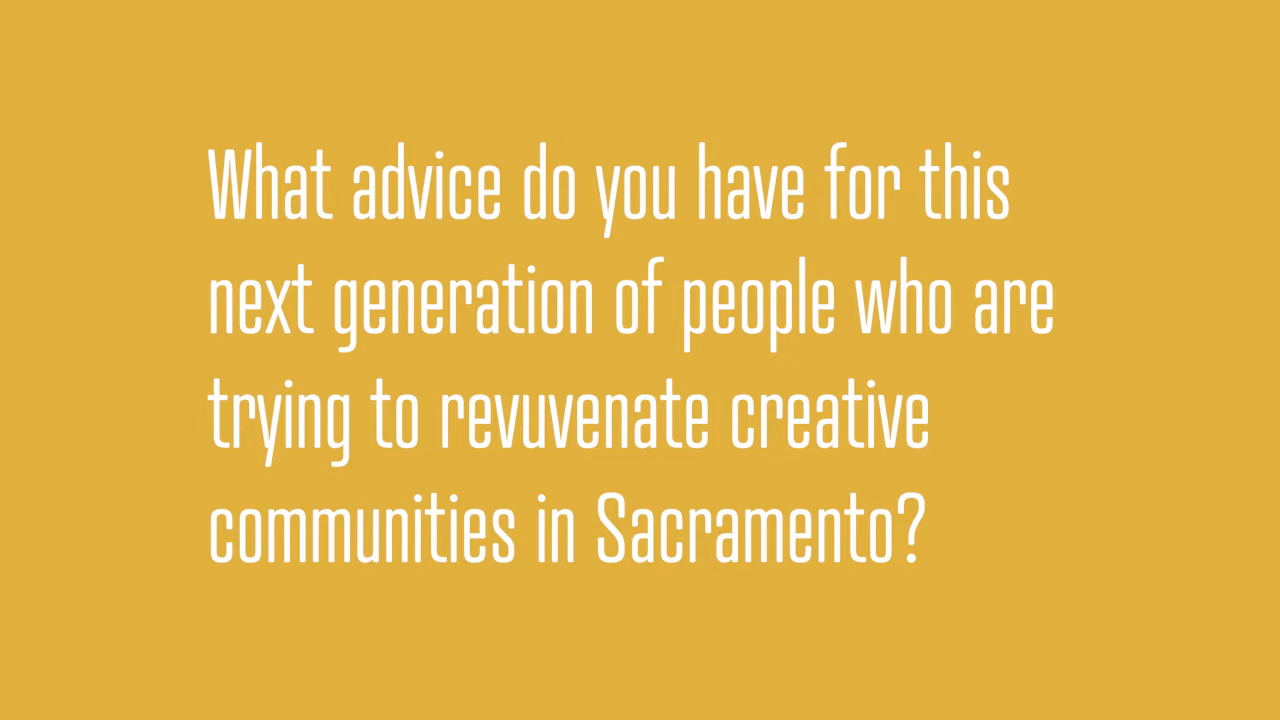 What advice do you have for this
next generation of people who are
trying to revuvenate creative
communities in Sacramento?